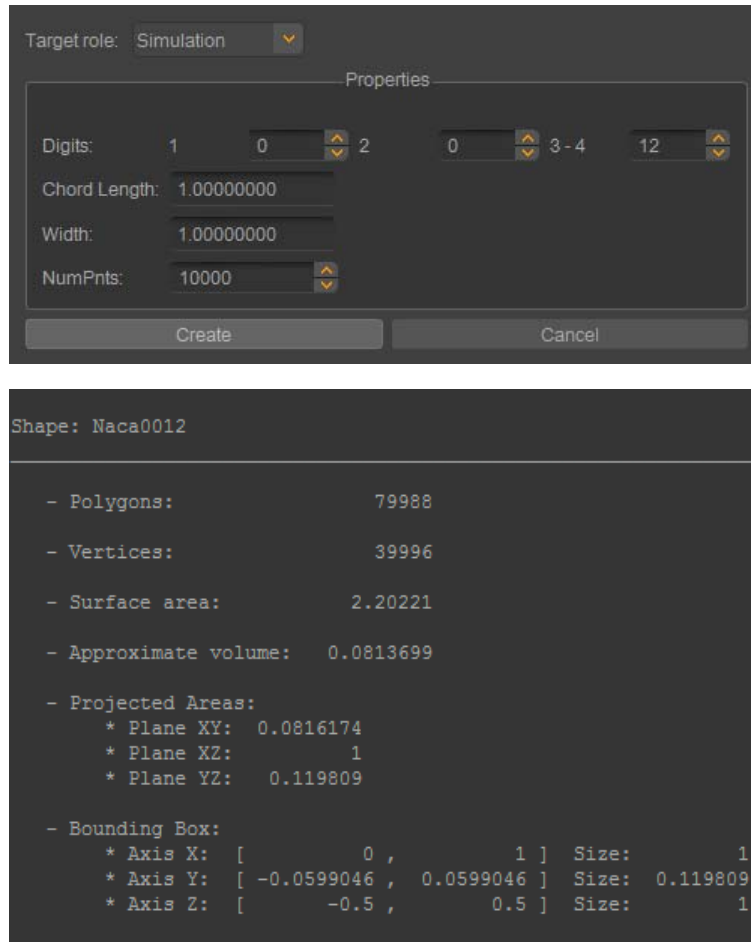 Target role: Simulation
Properties
Digits: 1 0 2 0 3 - 4 12
Chord Length: 1.00000000
Width: 1.00000000
NumPnts: 10000
Create Cancel
Shape: Naca0012
- Polygons: 79988
- Vertices: 39996
- Surface area: 2.20221
- Approximate volume: 0.0813699
- Projected Areas:
* Plane XY: 0.0816174
* Plane XZ: 1
* Plane YZ: 0.119809
- Bounding Box:
* Axis X: [ 0 , 1 ] Size: 1
* Axis Y: [ -0.0599046 , 0.0599046 ] Size: 0.119809
* Axis Z: [ -0.5 , 0.5 ] Size: 1